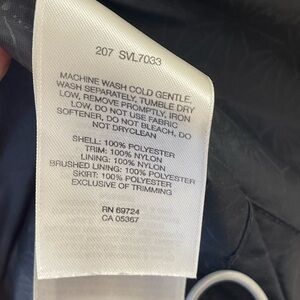 207 SVL7033
MACHINE WASH COLD GENTLE,
WASH SEPARATELY, TUMBLE DRY
LOW, REMOVE PROMPTLY, IRON
LOW, DO NOT USE FABRIC
SOFTENER, DO NOT BLEACH, DO
NOT DRYCLEAN
SHELL: 100% POLYESTER
TRIM: 100% NYLON
LINING: 100% NYLON
BRUSHED LINING: 100% POLYESTER
SKIRT: 100% POLYESTER
EXCLUSIVE OF TRIMMING
RN 69724
CA 05367